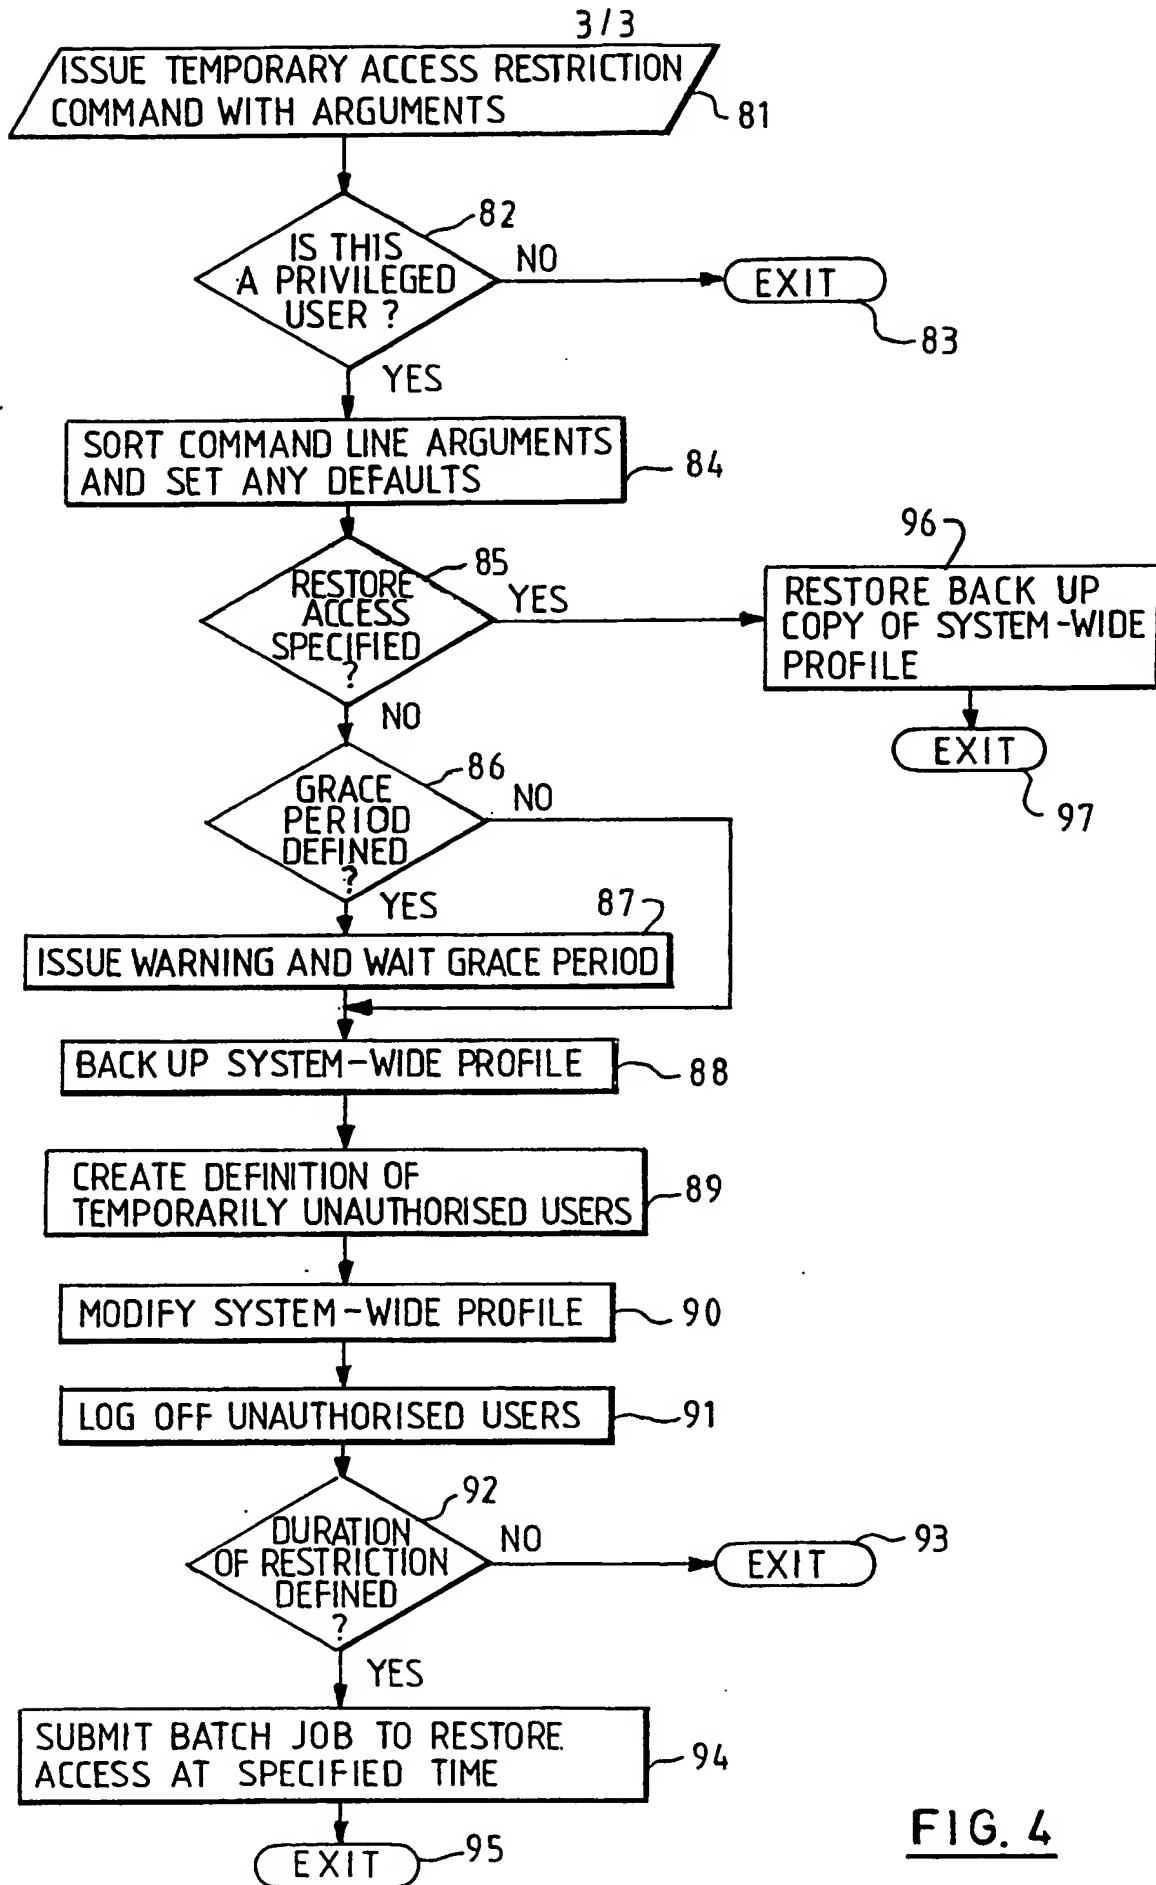 3/3
ISSUE TEMPORARY ACCESS RESTRICTION
COMMAND WITH ARGUMENTS
81
82
IS THIS
A PRIVILEGED
USER ?
NO
EXIT
83
YES
SORT COMMAND LINE ARGUMENTS
AND SET ANY DEFAULTS
84
85
RESTORE
ACCESS
SPECIFIED
?
YES
96
RESTORE BACK UP
COPY OF SYSTEM-WIDE
PROFILE
EXIT
97
NO
86
GRACE
PERIOD
DEFINED
?
NO
YES
87
ISSUE WARNING AND WAIT GRACE PERIOD
BACK UP SYSTEM-WIDE PROFILE
88
CREATE DEFINITION OF
TEMPORARILY UNAUTHORISED USERS
89
MODIFY SYSTEM-WIDE PROFILE
90
LOG OFF UNAUTHORISED USERS
91
92
DURATION
OF RESTRICTION
DEFINED
?
NO
EXIT
93
YES
SUBMIT BATCH JOB TO RESTORE
ACCESS AT SPECIFIED TIME
94
EXIT
95
FIG. 4